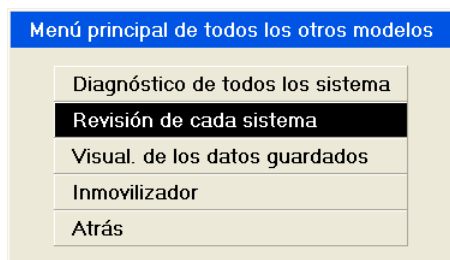 Menú principal de todos los otros modelos
Diagnóstico de todos los sistema
Revisión de cada sistema
Visual. de los datos guardados
Inmovilizador
Atrás